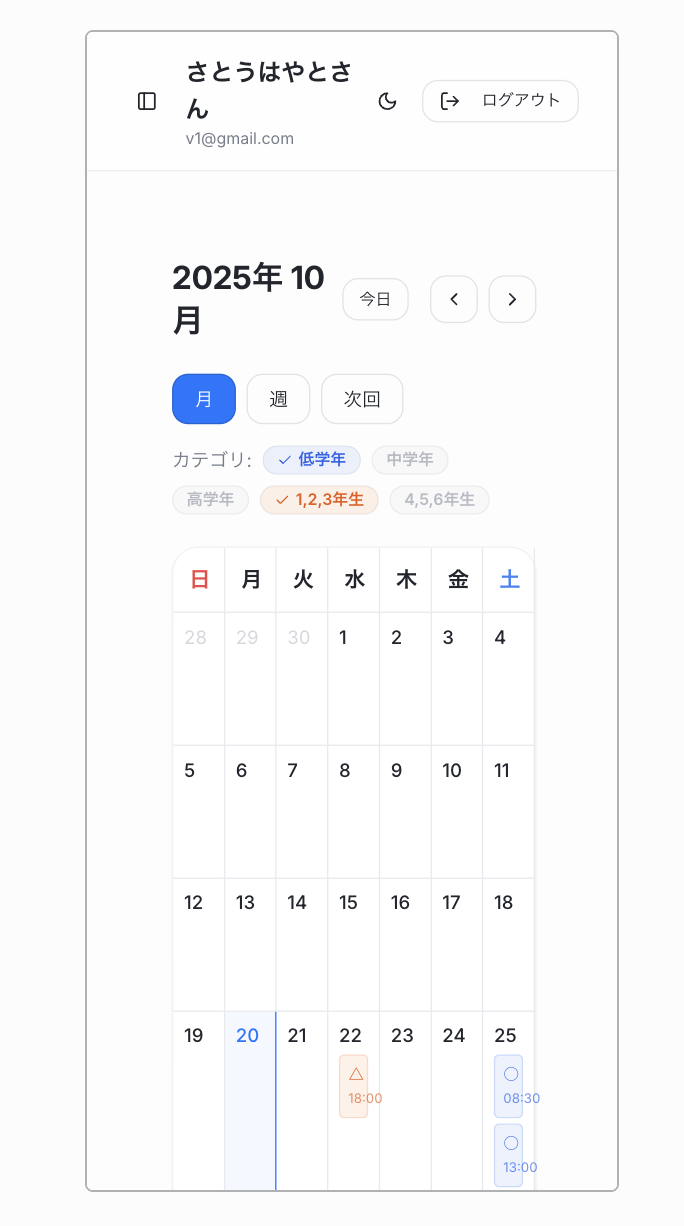 さとうはやとさ
ん
v1@gmail.com
ログアウト
2025年 10
月
今日
月 週 次回
カテゴリ: 低学年 中学年
高学年 1,2,3年生 4,5,6年生
日 月 火 水 木 金 土
28 29 30 1 2 3 4
5 6 7 8 9 10 11
12 13 14 15 16 17 18
19 20 21 22 23 24 25
△ ○
18:00 08:30
○
13:00